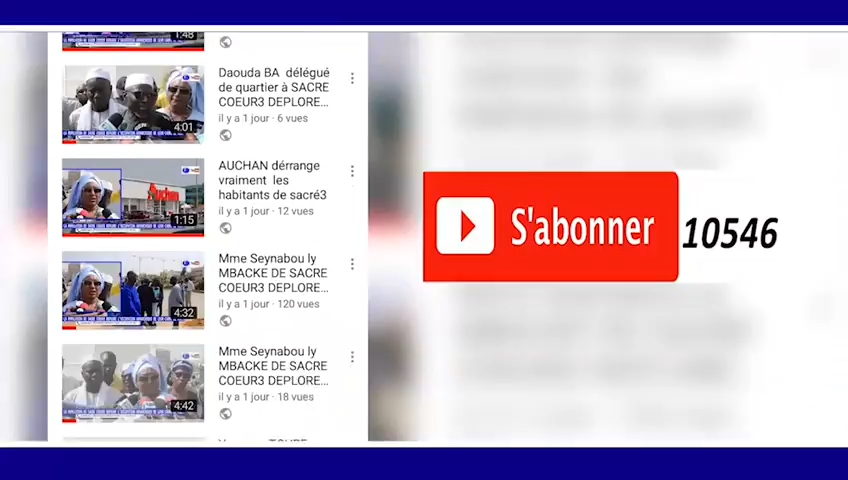 1:48
Daouda BA délégué
de quartier à SACRE
COEUR3 DEPLORE...
il y a 1 jour · 6 vues
4:01
AUCHAN dérrange
vraiment les
habitants de sacré3
il y a 1 jour · 12 vues
Auchan
1:15
Mme Seynabou ly
MBACKE DE SACRE
COEUR3 DEPLORE...
il y a 1 jour · 120 vues
4:32
Mme Seynabou ly
MBACKE DE SACRE
COEUR3 DEPLORE...
il y a 1 jour · 18 vues
4:42
S'abonner
10546